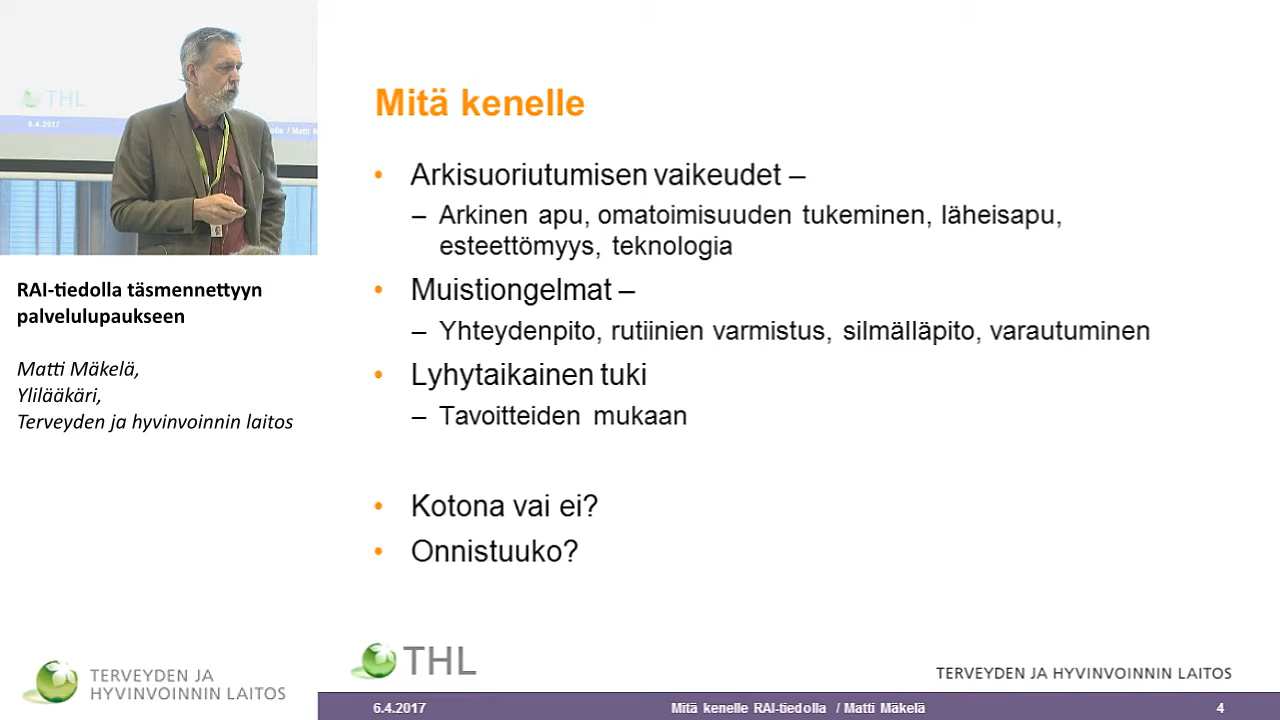 THL
6.4.2017
RAI-tiedolla täsmennettyyn
palvelulupaukseen
Matti Mäkelä,
Ylilääkäri,
Terveyden ja hyvinvoinnin laitos
TERVEYDEN JA
HYVINVOINNIN LAITOS
Mitä kenelle
• Arkisuoriutumisen vaikeudet –
– Arkinen apu, omatoimisuuden tukeminen, läheisapu,
esteettömyys, teknologia
• Muistiongelmat –
– Yhteydenpito, rutiinien varmistus, silmälläpito, varautuminen
• Lyhytaikainen tuki
– Tavoitteiden mukaan
• Kotona vai ei?
• Onnistuuko?
THL
TERVEYDEN JA HYVINVOINNIN LAITOS
6.4.2017 Mitä kenelle RAI-tiedolla / Matti Mäkelä 4